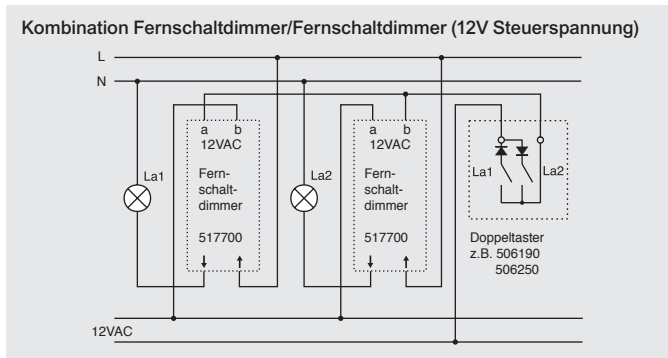 Kombination Fernschaltdimmer/Fernschaltdimmer (12V Steuerspannung)
L
N
a b
12VAC
Fern-
schalt-
dimmer
517700
La1
a b
12VAC
Fern-
schalt-
dimmer
517700
La2
La1 La2
Doppeltaster
z.B. 506190
506250
12VAC